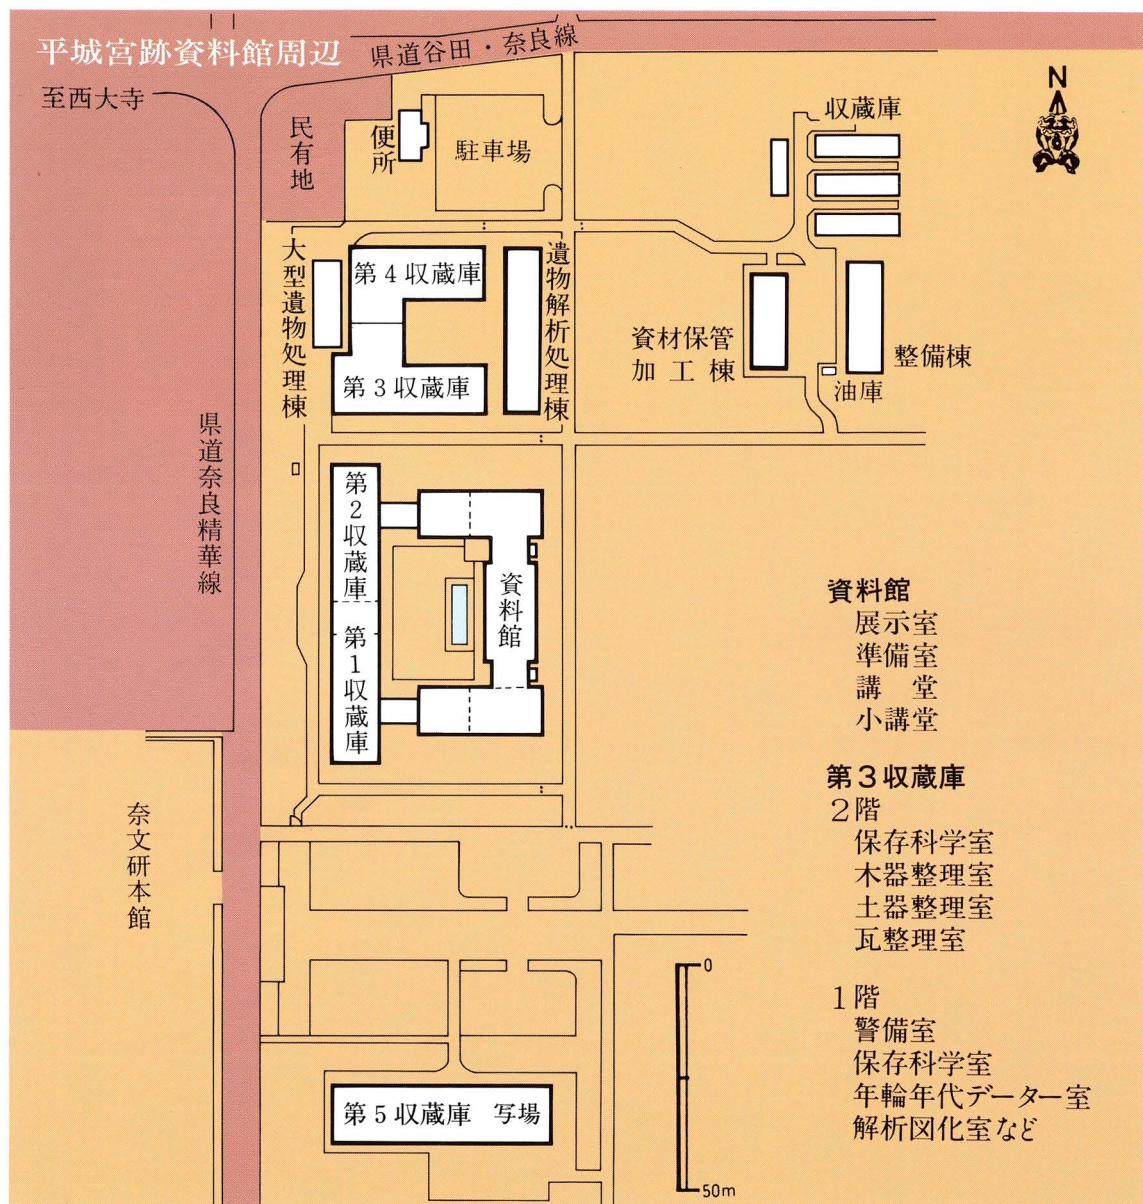 平城宮跡資料館周辺
県道谷田・奈良線
至西大寺
民有地
便所
駐車場
収蔵庫
N
大型遺物処理棟
第4収蔵庫
遺物解析処理棟
第3収蔵庫
資材保管
加工棟
整備棟
油庫
県道奈良精華線
第2収蔵庫
第1収蔵庫
資料館
資料館
展示室
準備室
講　堂
小講堂
第3収蔵庫
2階
保存科学室
木器整理室
土器整理室
瓦整理室
奈文研本館
1階
警備室
保存科学室
年輪年代データー室
解析図化室など
第5収蔵庫　写場
0
50m